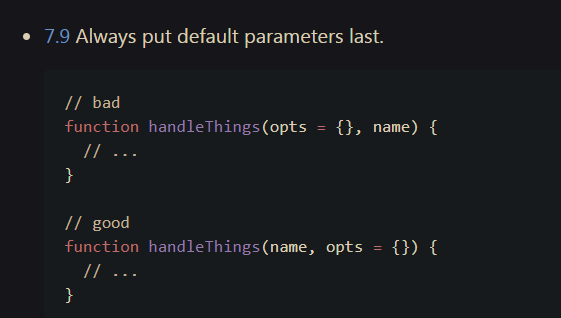 • 7.9 Always put default parameters last.
// bad
function handleThings(opts = {}, name) {
  // ...
}
// good
function handleThings(name, opts = {}) {
  // ...
}